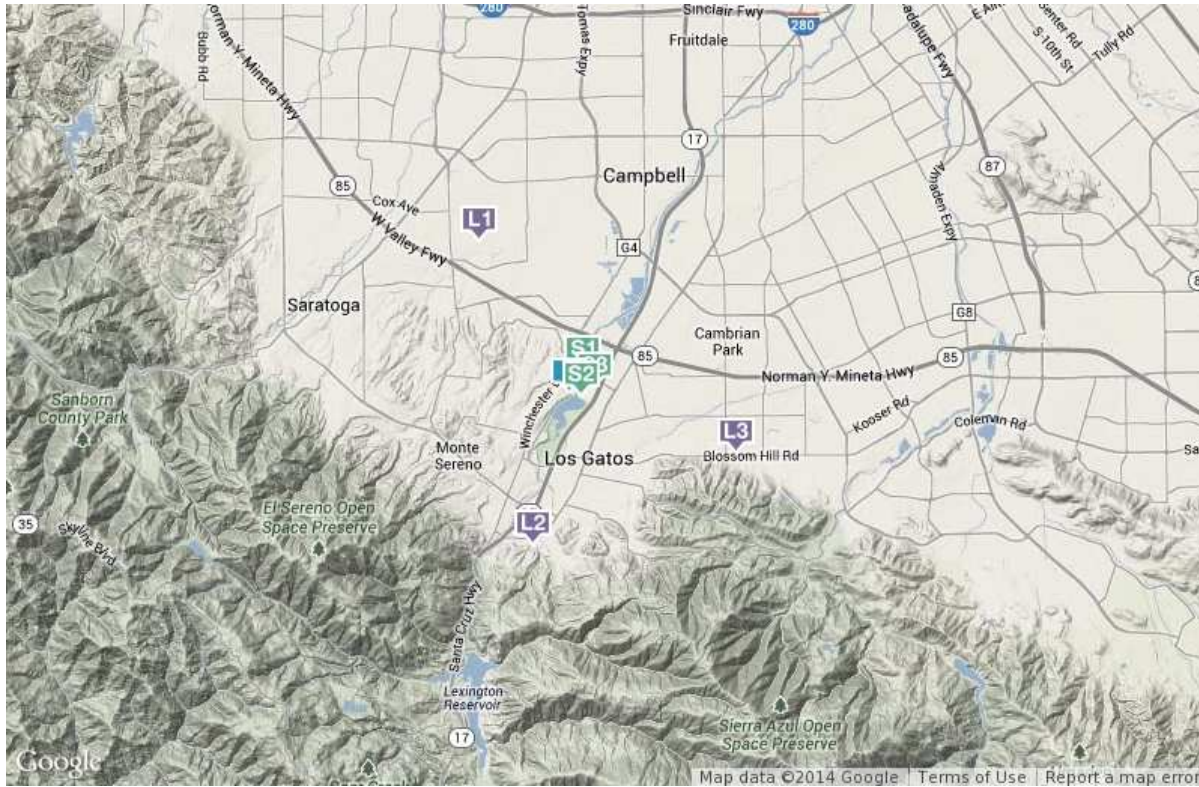 280
Sinclair Fwy
280
Fruitdale
Tomas Expy
Bubb Rd
Norman Y. Mineta Hwy
Guadalupe Fwy
S 10th St
Tully Rd
17
Campbell
87
85
Cox Ave
L1
W Valley Fwy
G4
Almaden Expy
Saratoga
G8
Cambrian
Park
S1
S2
85
85
Norman Y. Mineta Hwy
Sanborn
County Park
Winchester
Kooser Rd
Coleman Rd
L3
Blossom Hill Rd
Monte
Sereno
Los Gatos
L2
El Sereno Open
Space Preserve
35
Skyline Blvd
Santa Cruz Hwy
Lexington
Reservoir
17
Sierra Azul Open
Space Preserve
Google
Map data ©2014 Google
Terms of Use
Report a map error